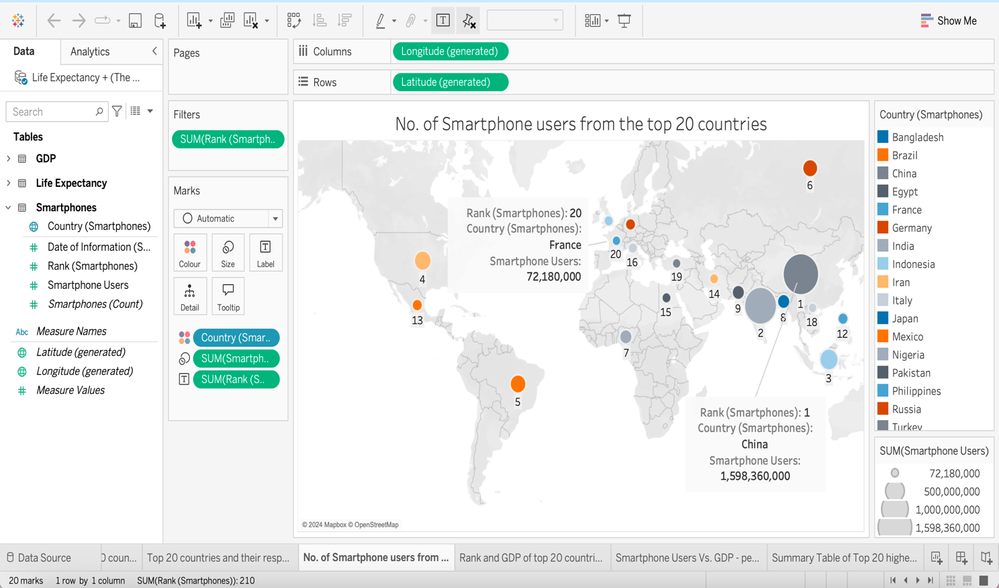 Show Me
Data
Analytics
Life Expectancy + (The ...
Search
Tables
GDP
Life Expectancy
Smartphones
Country (Smartphones)
Date of Information (S...
Rank (Smartphones)
Smartphone Users
Smartphones (Count)
Abc Measure Names
Latitude (generated)
Longitude (generated)
Measure Values
Pages
Filters
SUM(Rank (Smartph..
Marks
Automatic
Colour
Size
Label
Detail
Tooltip
Country (Smar..
SUM(Smartph..
SUM(Rank (S..
Columns
Longitude (generated)
Rows
Latitude (generated)
No. of Smartphone users from the top 20 countries
6
Rank (Smartphones): 20
Country (Smartphones):
France
Smartphone Users:
72,180,000
20
16
4
19
14
13
15
9
2
8
1
18
12
7
3
5
Rank (Smartphones): 1
Country (Smartphones):
China
Smartphone Users:
1,598,360,000
© 2024 Mapbox © OpenStreetMap
Country (Smartphones)
Bangladesh
Brazil
China
Egypt
France
Germany
India
Indonesia
Iran
Italy
Japan
Mexico
Nigeria
Pakistan
Philippines
Russia
Turkey
SUM(Smartphone Users)
72,180,000
500,000,000
1,000,000,000
1,598,360,000
Data Source
0 coun...
Top 20 countries and their resp...
No. of Smartphone users from ...
Rank and GDP of top 20 countri...
Smartphone Users Vs. GDP - pe...
Summary Table of Top 20 highe...
20 marks
1 row by 1 column
SUM(Rank (Smartphones)): 210